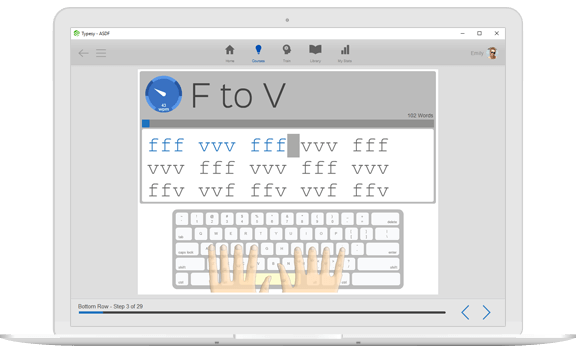 Typesy - ASDF
Home Courses Train Library My Stats
Emily
F to V
43
wpm
102 Words
fff vvv fff vvv fff
vvv fff vvv fff vvv
ffv vvf ffv vvf ffv
Bottom Row - Step 3 of 29